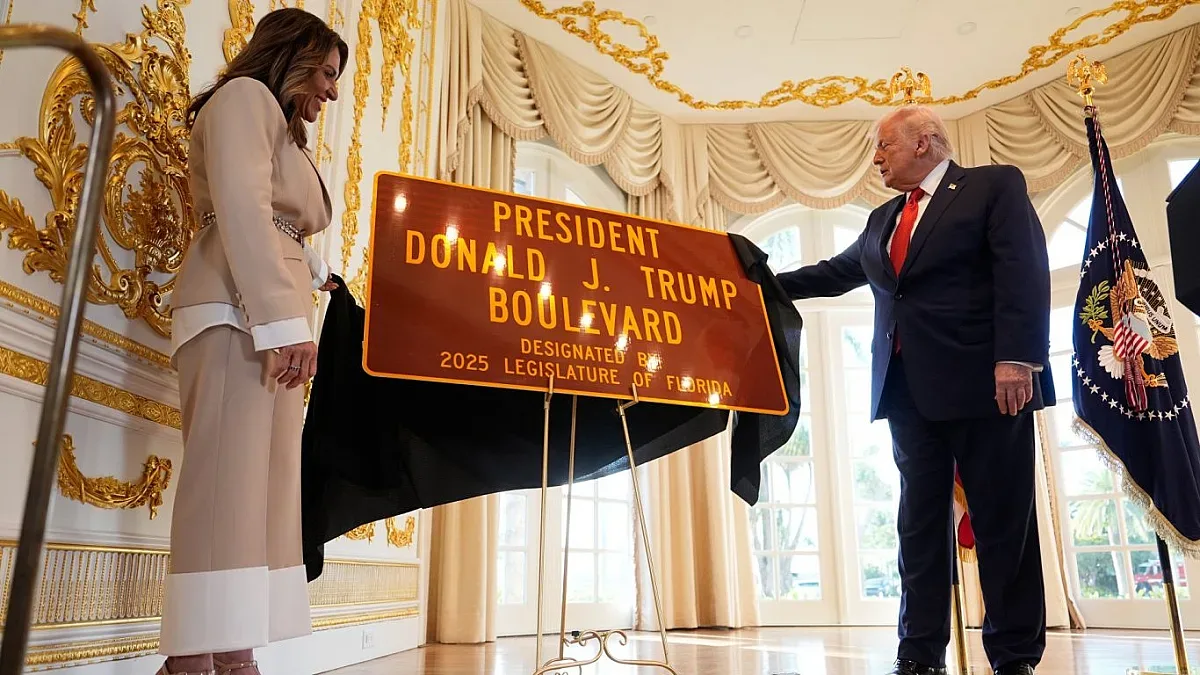 PRESIDENT
DONALD J. TRUMP
BOULEVARD
DESIGNATED BY
2025 LEGISLATURE OF FLORIDA